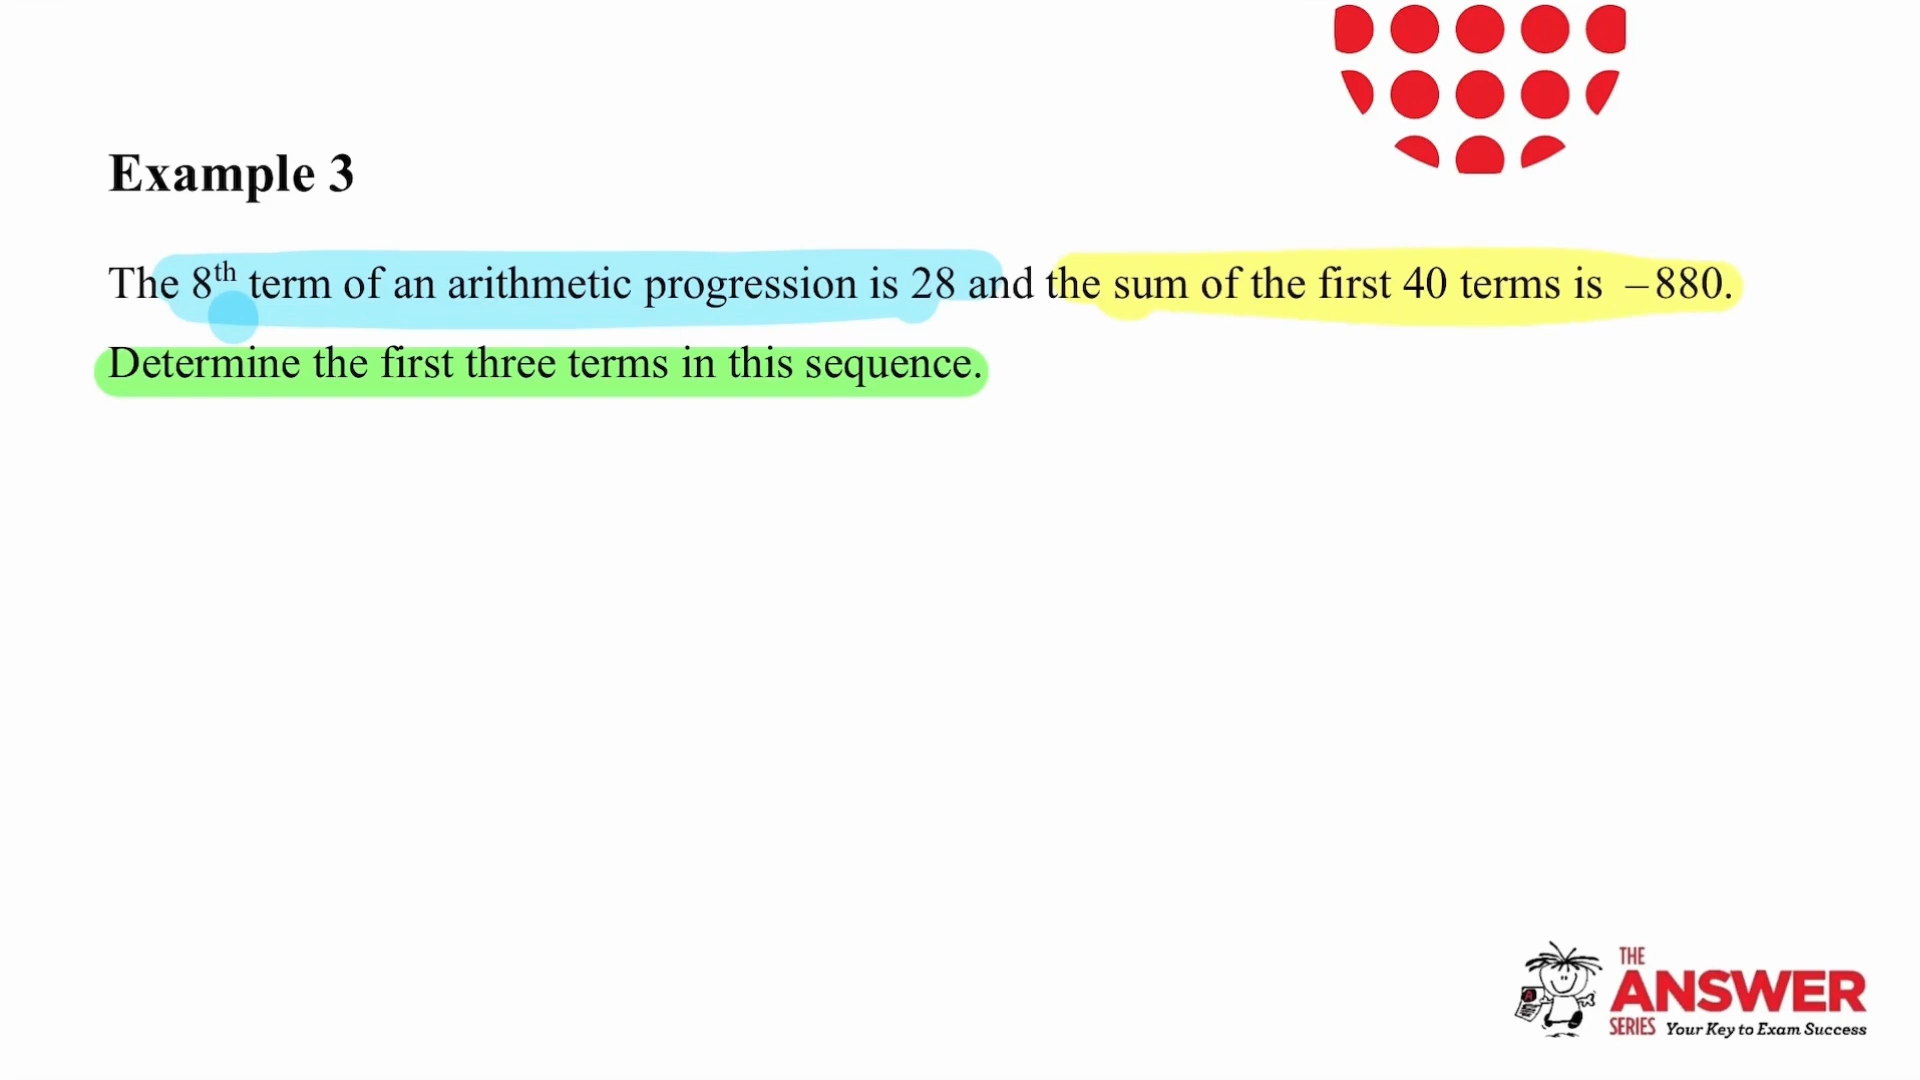 Example 3
The 8th term of an arithmetic progression is 28 and the sum of the first 40 terms is –880.
Determine the first three terms in this sequence.
THE
ANSWER
SERIES Your Key to Exam Success